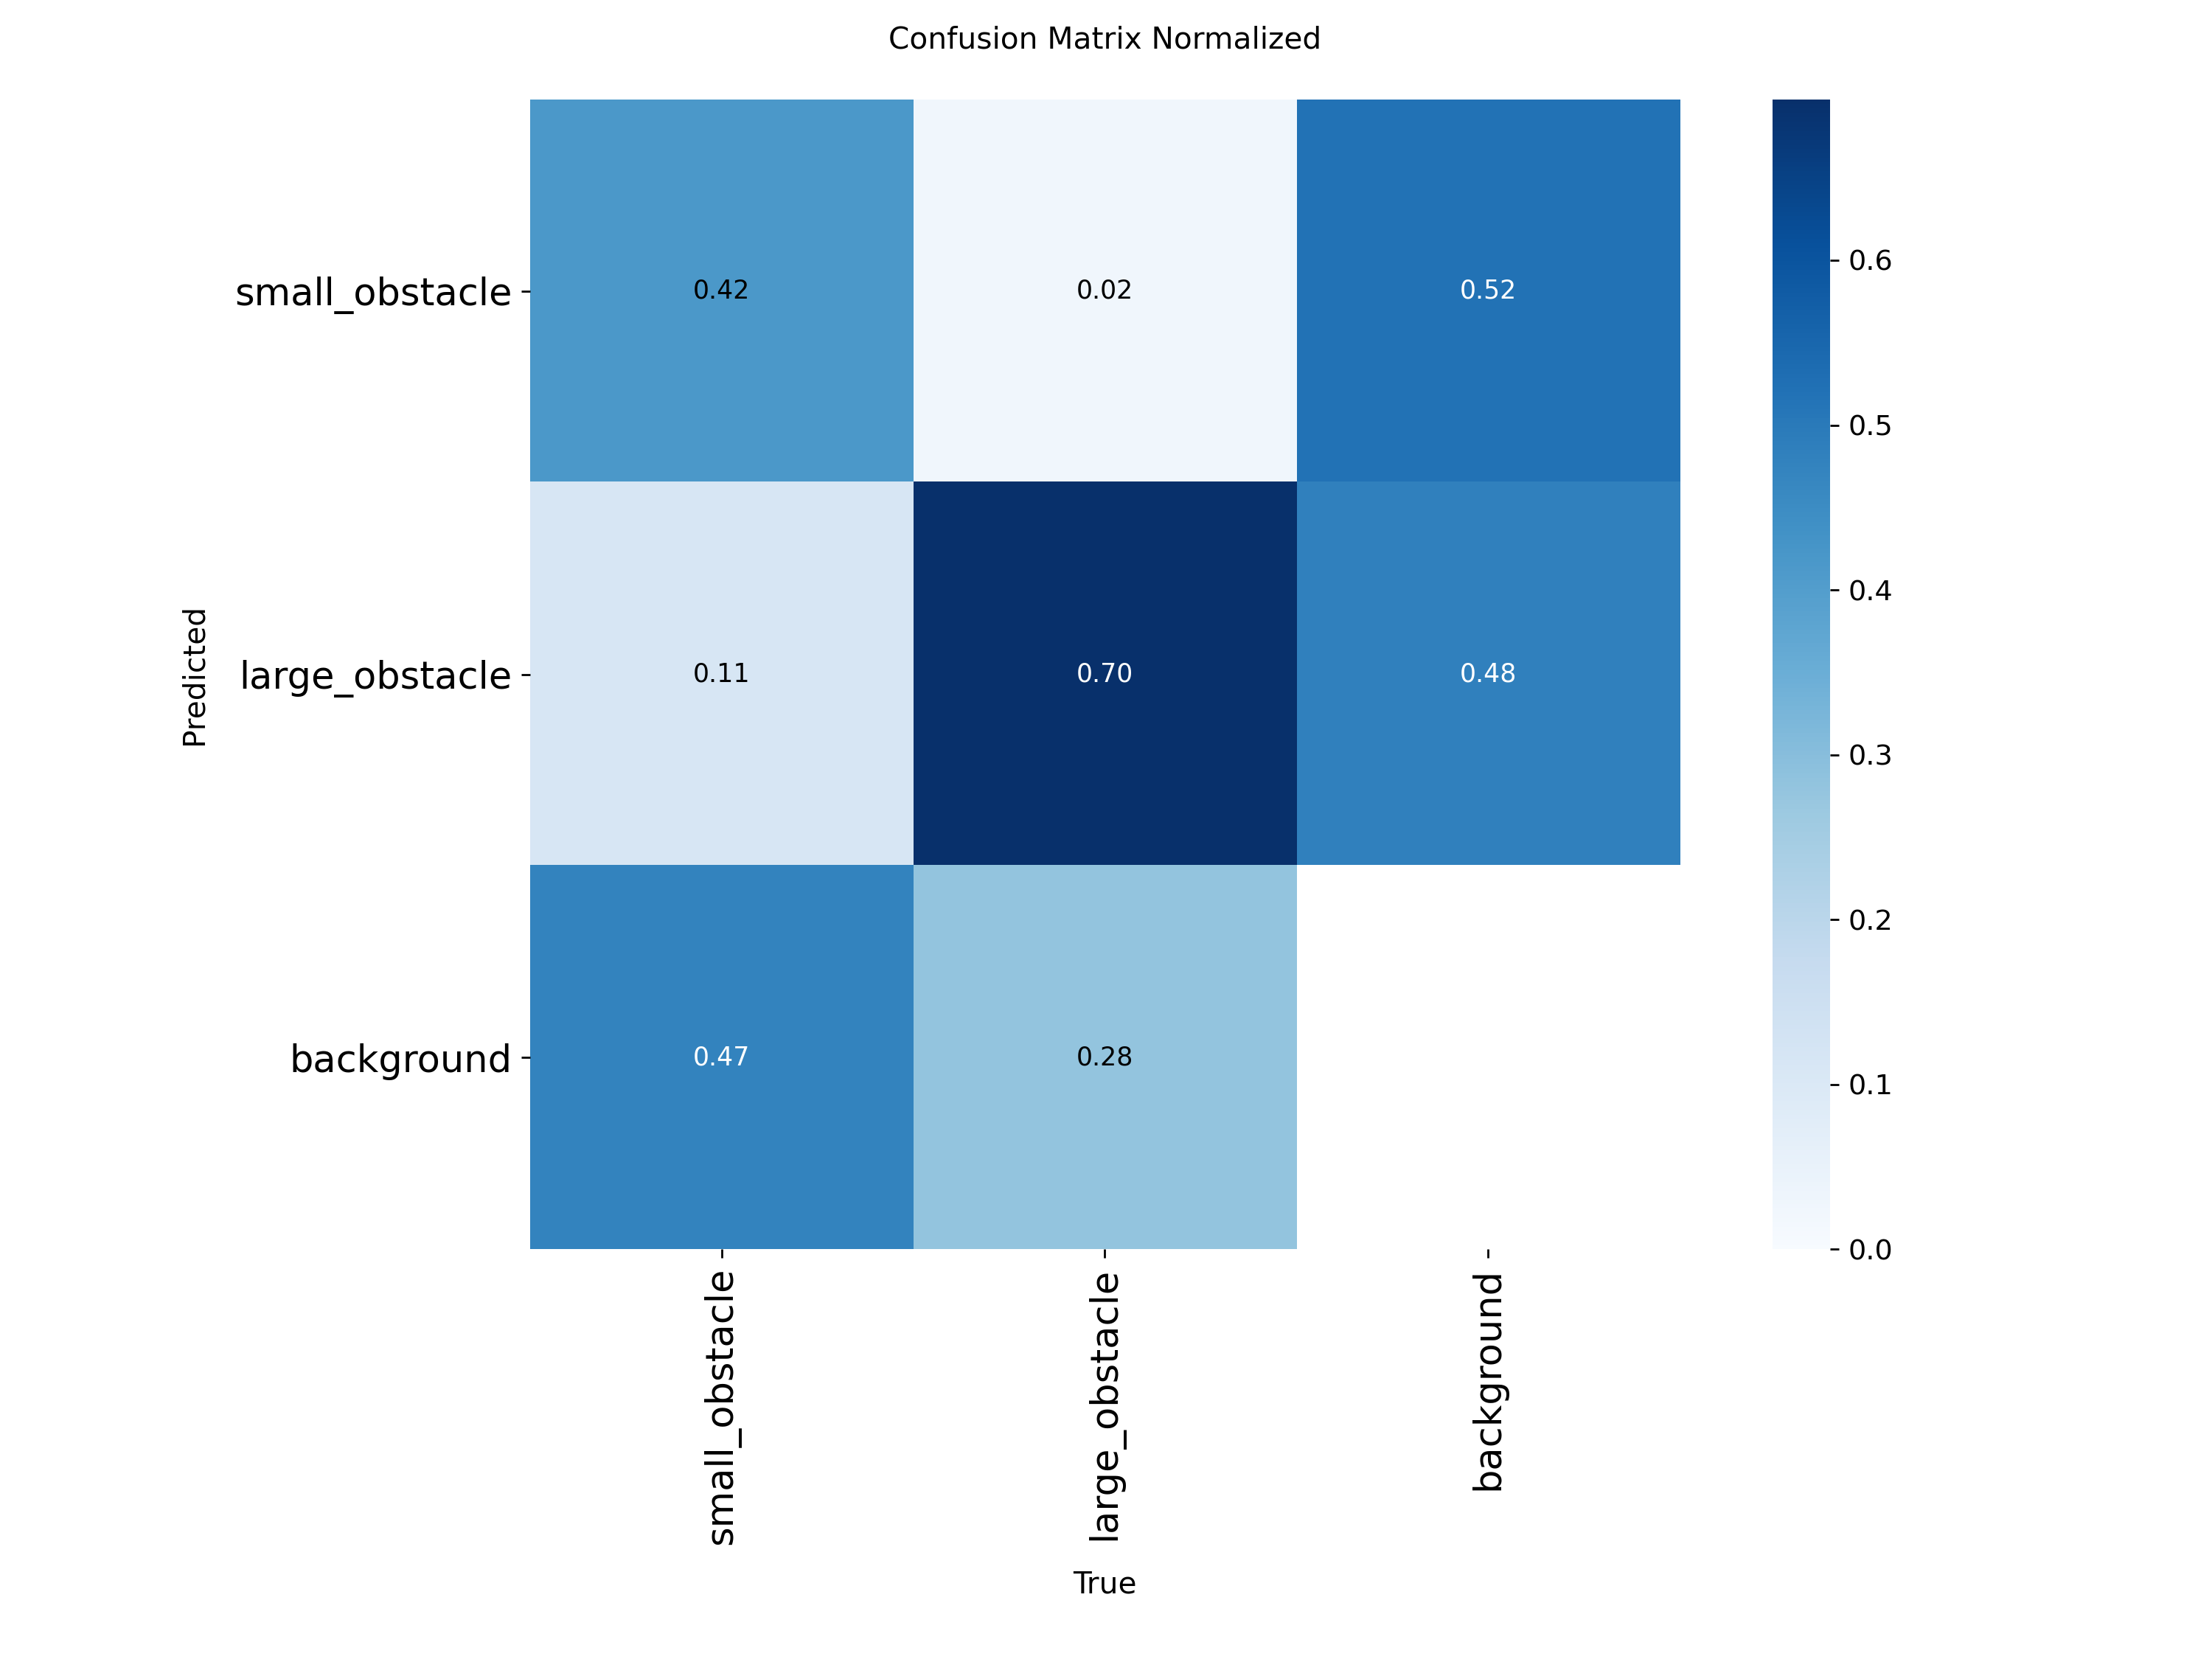 Confusion Matrix Normalized
small_obstacle
0.42
0.02
0.52
large_obstacle
0.11
0.70
0.48
background
0.47
0.28
Predicted
small_obstacle
large_obstacle
background
True
0.6
0.5
0.4
0.3
0.2
0.1
0.0